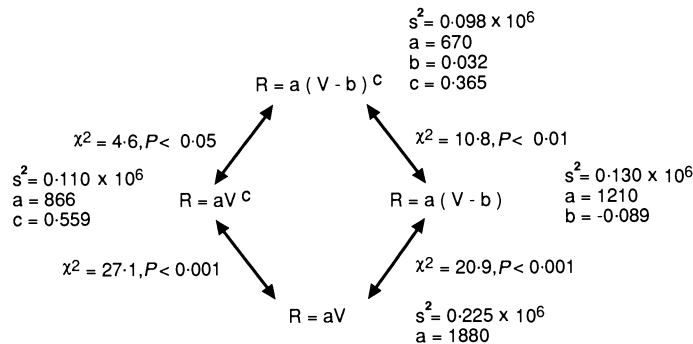 s² = 0·098 x 10⁶
a = 670
b = 0·032
c = 0·365
R = a ( V - b ) ᶜ
χ² = 4·6, P < 0·05
χ² = 10·8, P < 0·01
s² = 0·110 x 10⁶
a = 866
c = 0·559
R = aV ᶜ
R = a ( V - b )
s² = 0·130 x 10⁶
a = 1210
b = -0·089
χ² = 27·1, P < 0·001
χ² = 20·9, P < 0·001
R = aV
s² = 0·225 x 10⁶
a = 1880